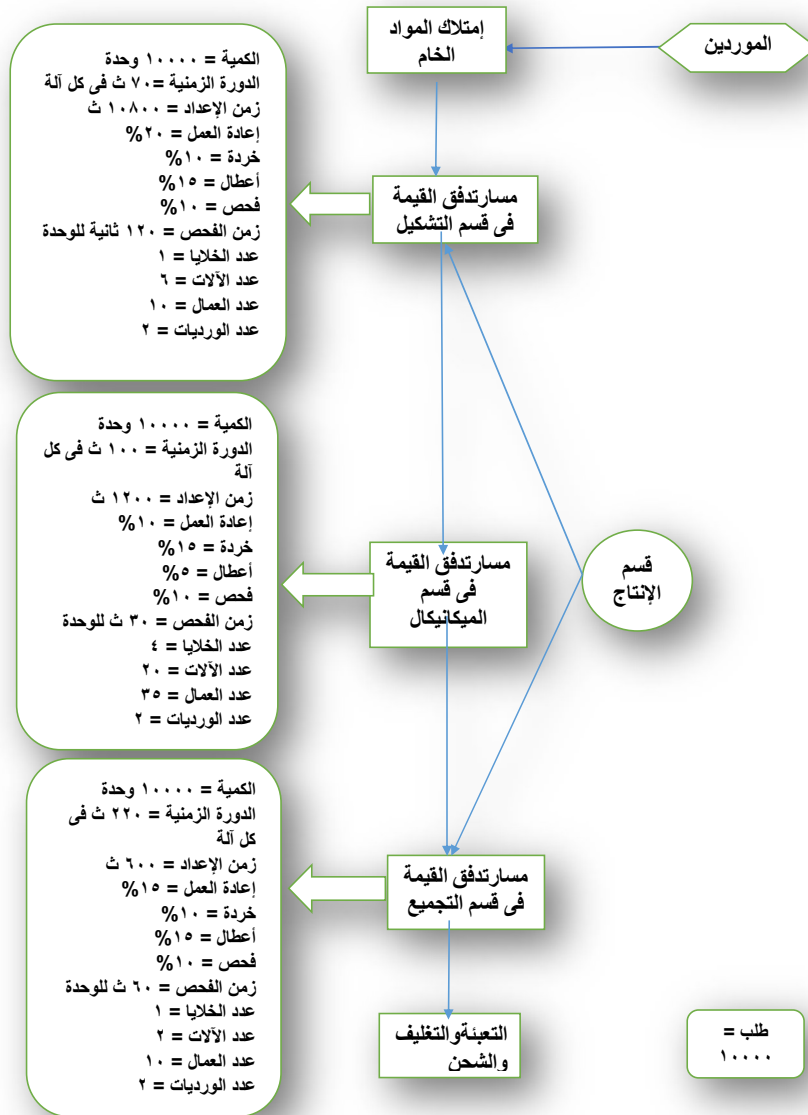 الموردين
إمتلاك المواد
الخام
الكمية = ١٠٠٠٠ وحدة
الدورة الزمنية =٧٠ ث فى كل آلة
زمن الإعداد = ١٠٨٠٠ ث
إعادة العمل = ٢٠%
خردة = ١٠%
أعطال = ١٥%
فحص = ١٠%
زمن الفحص = ١٢٠ ثانية للوحدة
عدد الخلايا = ١
عدد الآلات = ٦
عدد العمال = ١٠
عدد الورديات = ٢
مسارتدفق القيمة
فى قسم التشكيل
الكمية = ١٠٠٠٠ وحدة
الدورة الزمنية = ١٠٠ ث فى كل
آلة
زمن الإعداد = ١٢٠٠ ث
إعادة العمل = ١٠%
خردة = ١٥%
أعطال = ٥%
فحص = ١٠%
زمن الفحص = ٣٠ ث للوحدة
عدد الخلايا = ٤
عدد الآلات = ٢٠
عدد العمال = ٣٥
عدد الورديات = ٢
مسارتدفق القيمة
فى قسم
الميكانيكال
قسم
الإنتاج
الكمية = ١٠٠٠٠ وحدة
الدورة الزمنية = ٢٢٠ ث فى
كل آلة
زمن الإعداد = ٦٠٠ ث
إعادة العمل = ١٥%
خردة = ١٠%
أعطال = ١٥%
فحص = ١٠%
زمن الفحص = ٦٠ ث للوحدة
عدد الخلايا = ١
عدد الآلات = ٢
عدد العمال = ١٠
عدد الورديات = ٢
مسارتدفق القيمة
فى قسم التجميع
التعبئةوالتغليف
والشحن
طلب =
١٠٠٠٠